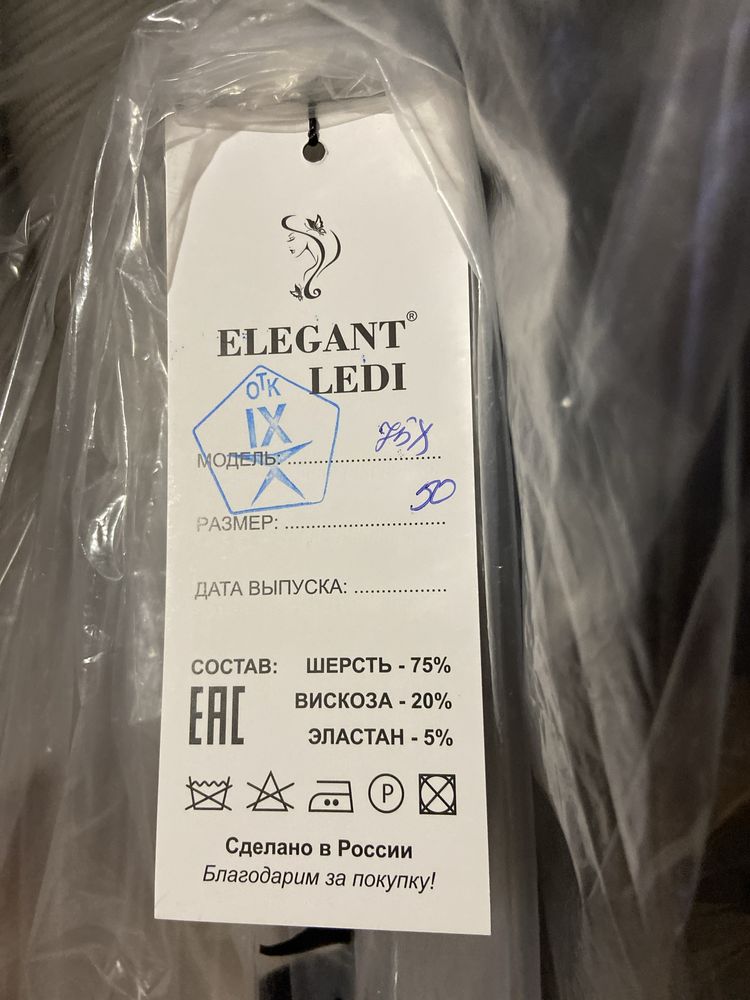 ELEGANT®
LEDI
ОТК
IX
МОДЕЛЬ: ..............................
РАЗМЕР: ..............................
50
ДАТА ВЫПУСКА: .................
СОСТАВ: ШЕРСТЬ - 75%
ВИСКОЗА - 20%
ЭЛАСТАН - 5%
EAC
P
Сделано в России
Благодарим за покупку!